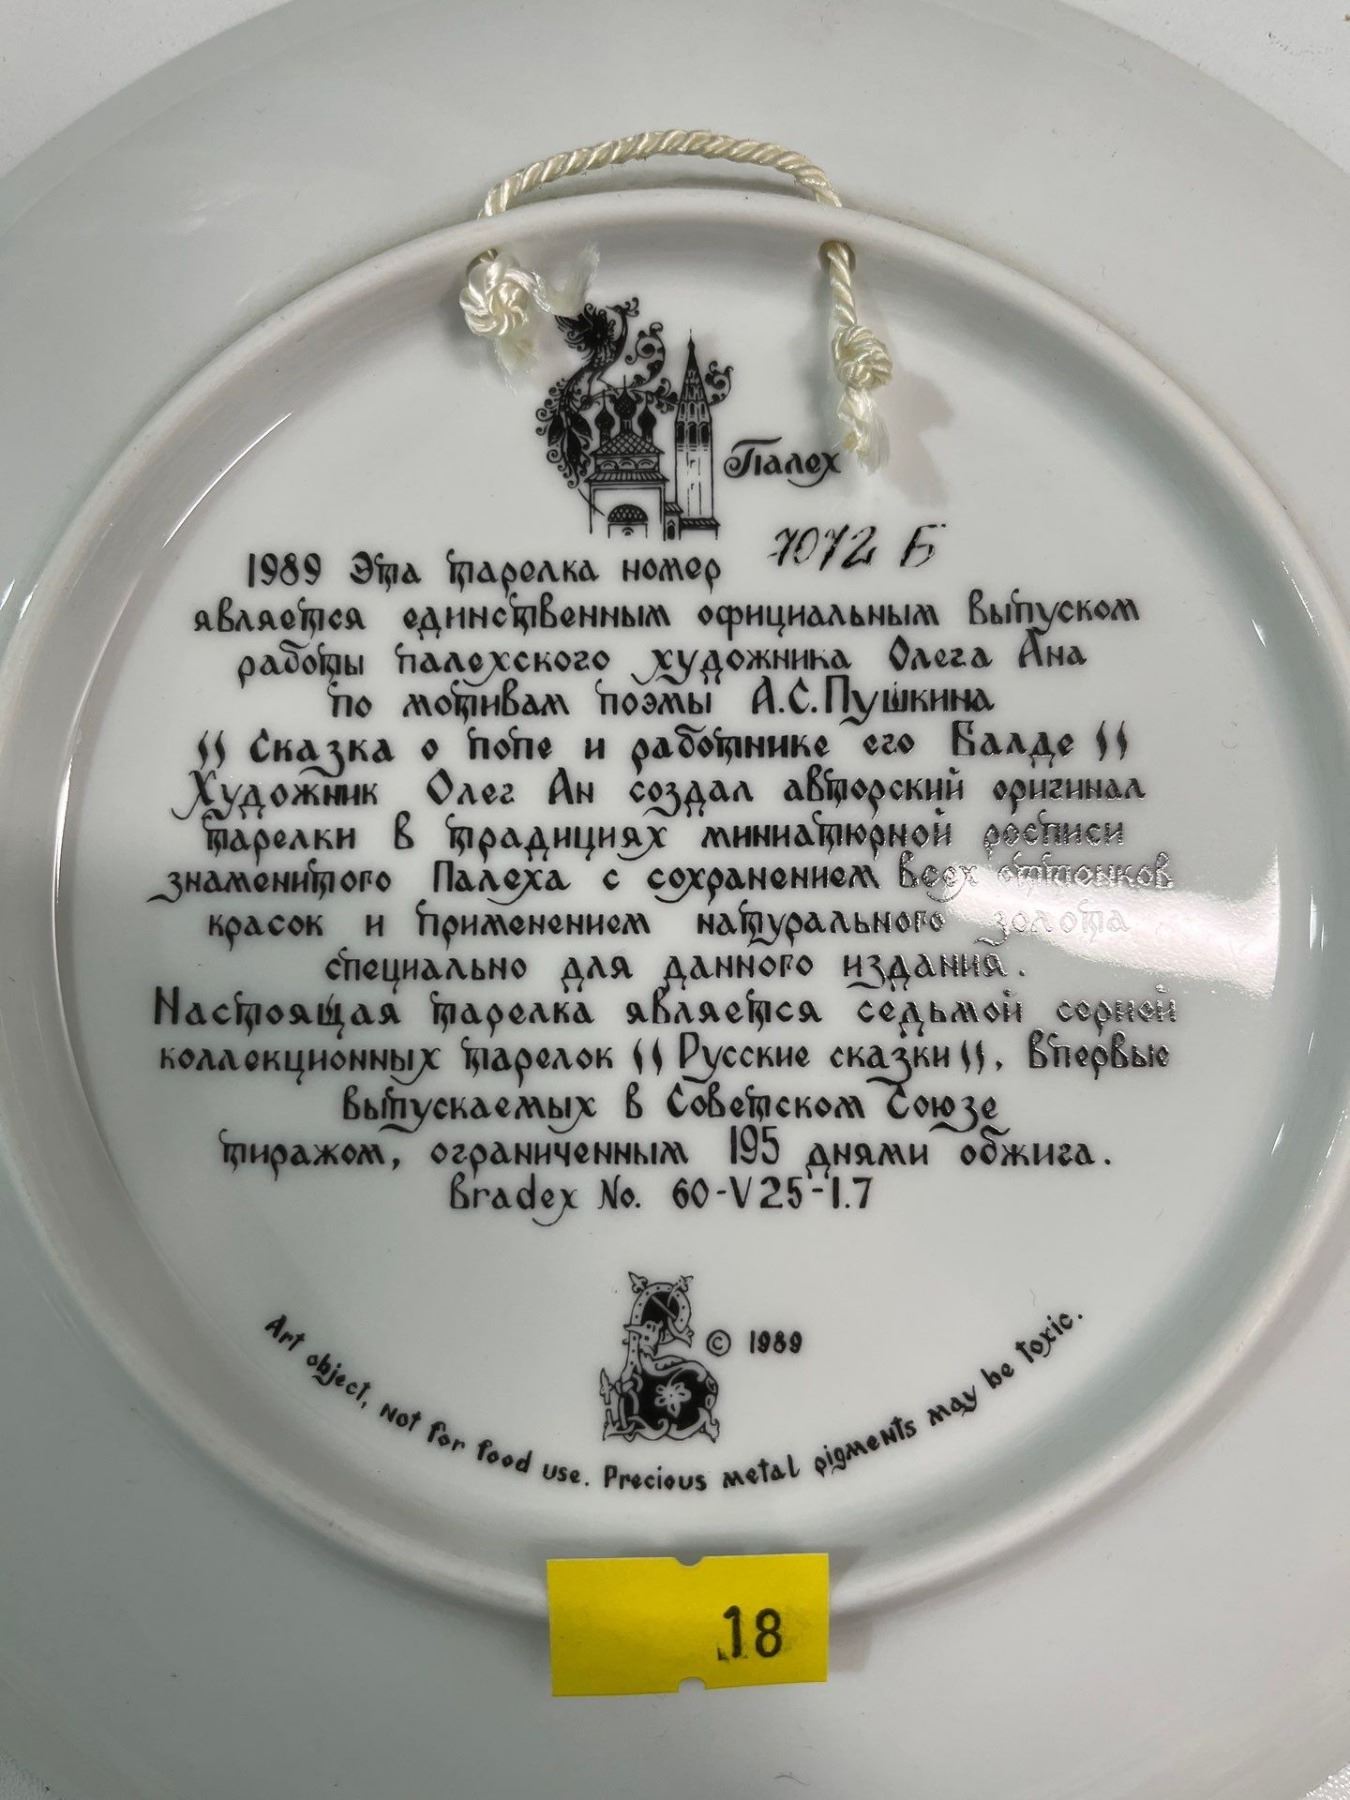 Палех
1989 Эта тарелка номер 7072 Б
является единственным официальным выпуском
работы палехского художника Олега Ана
по мотивам поэмы А.С.Пушкина
"Сказка о попе и работнике его Балде"
Художник Олег Ан создал авторский оригинал
тарелки в традициях миниатюрной росписи
знаменитого Палеха с сохранением всех оттенков
красок и применением натурального золота
специально для данного издания.
Настоящая тарелка является седьмой серией
коллекционных тарелок "Русские сказки", впервые
выпускаемых в Советском Союзе
тиражом, ограниченным 195 днями обжига.
Bradex No. 60-V25-1.7
© 1989
Art object, not for food use. Precious metal pigments may be toxic.
18